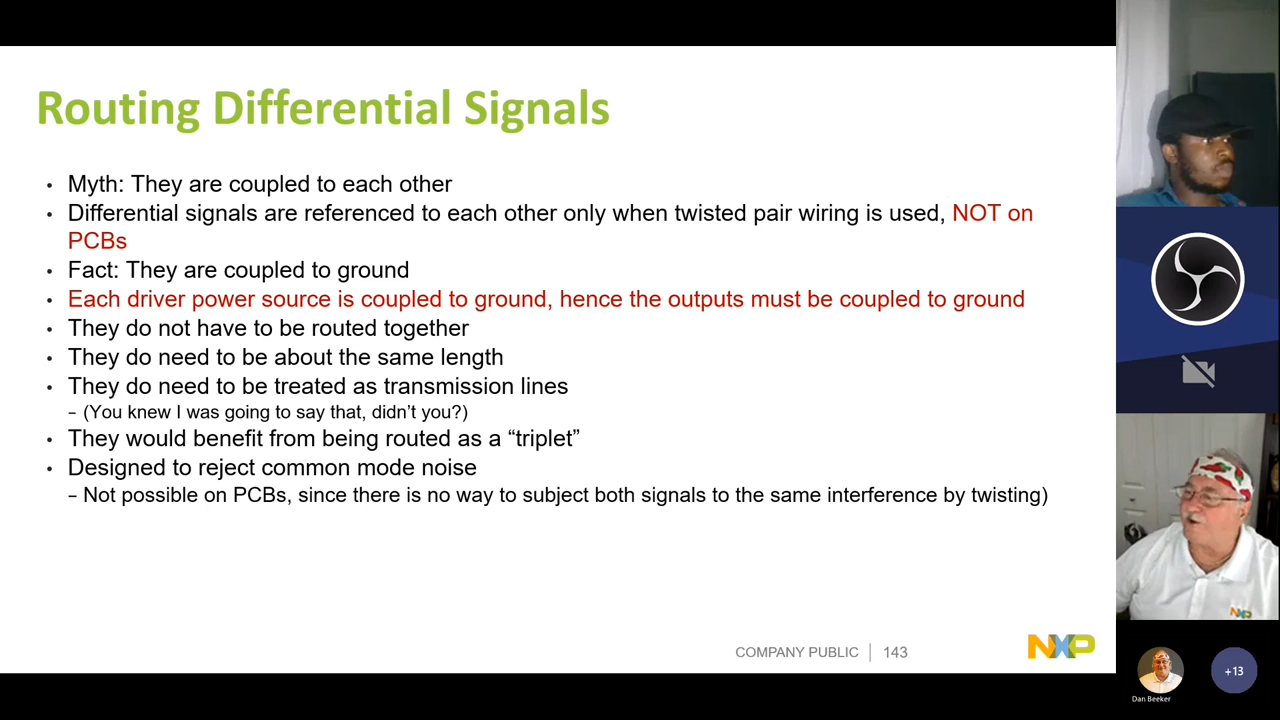 Routing Differential Signals
• Myth: They are coupled to each other
• Differential signals are referenced to each other only when twisted pair wiring is used, NOT on
PCBs
• Fact: They are coupled to ground
• Each driver power source is coupled to ground, hence the outputs must be coupled to ground
• They do not have to be routed together
• They do need to be about the same length
• They do need to be treated as transmission lines
– (You knew I was going to say that, didn’t you?)
• They would benefit from being routed as a “triplet”
• Designed to reject common mode noise
– Not possible on PCBs, since there is no way to subject both signals to the same interference by twisting)
COMPANY PUBLIC | 143
NXP
NXP
Dan Beeker
+13